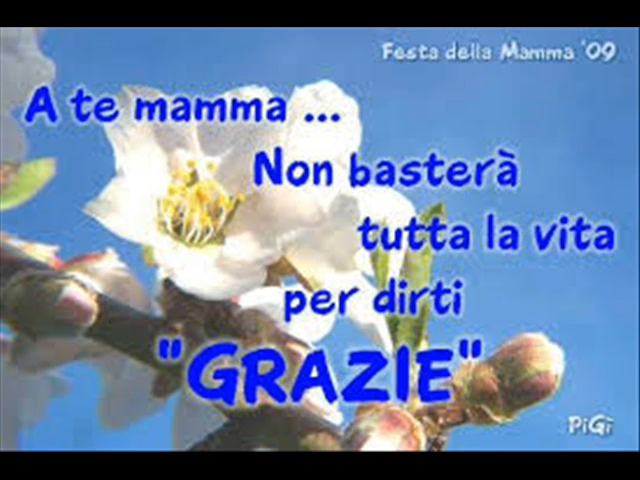 Festa della Mamma '09
A te mamma ...
Non basterà
tutta la vita
per dirti
"GRAZIE"
PiGi